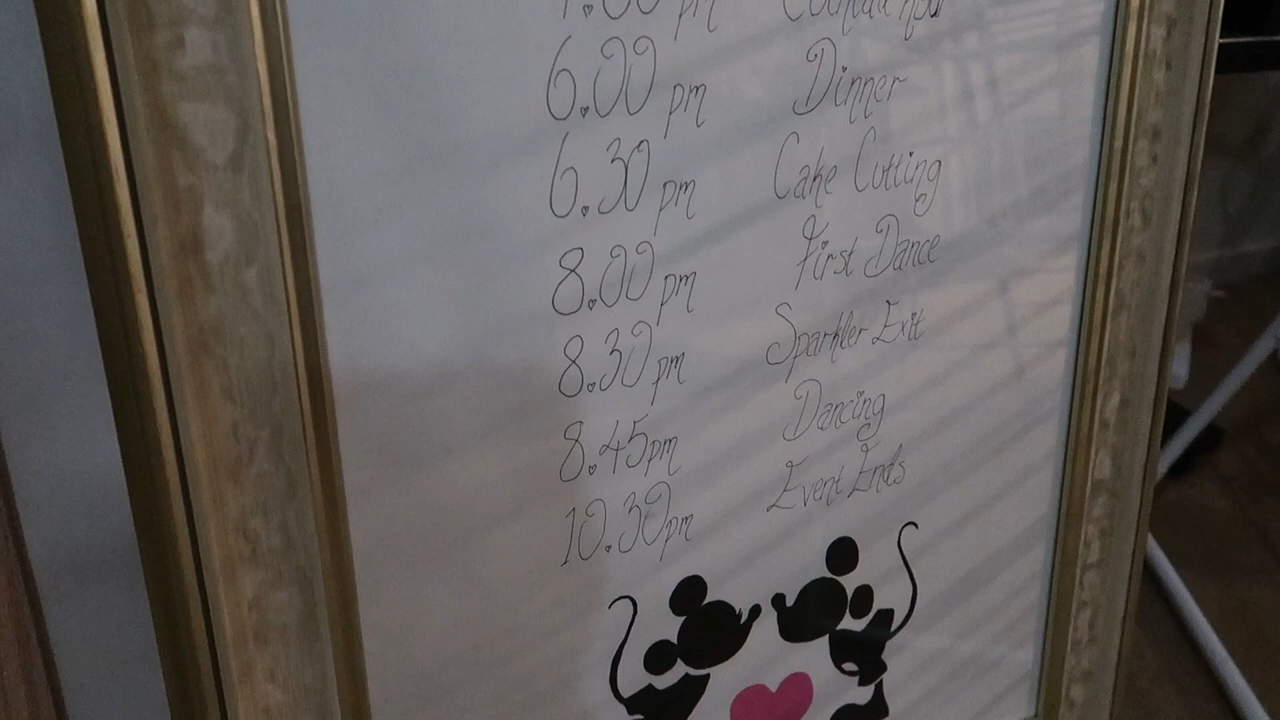 pm
6.00 pm Dinner
6.30 pm Cake Cutting
8.00 pm First Dance
8.30 pm Sparkler Exit
8.45pm Dancing
10.30pm Event Ends